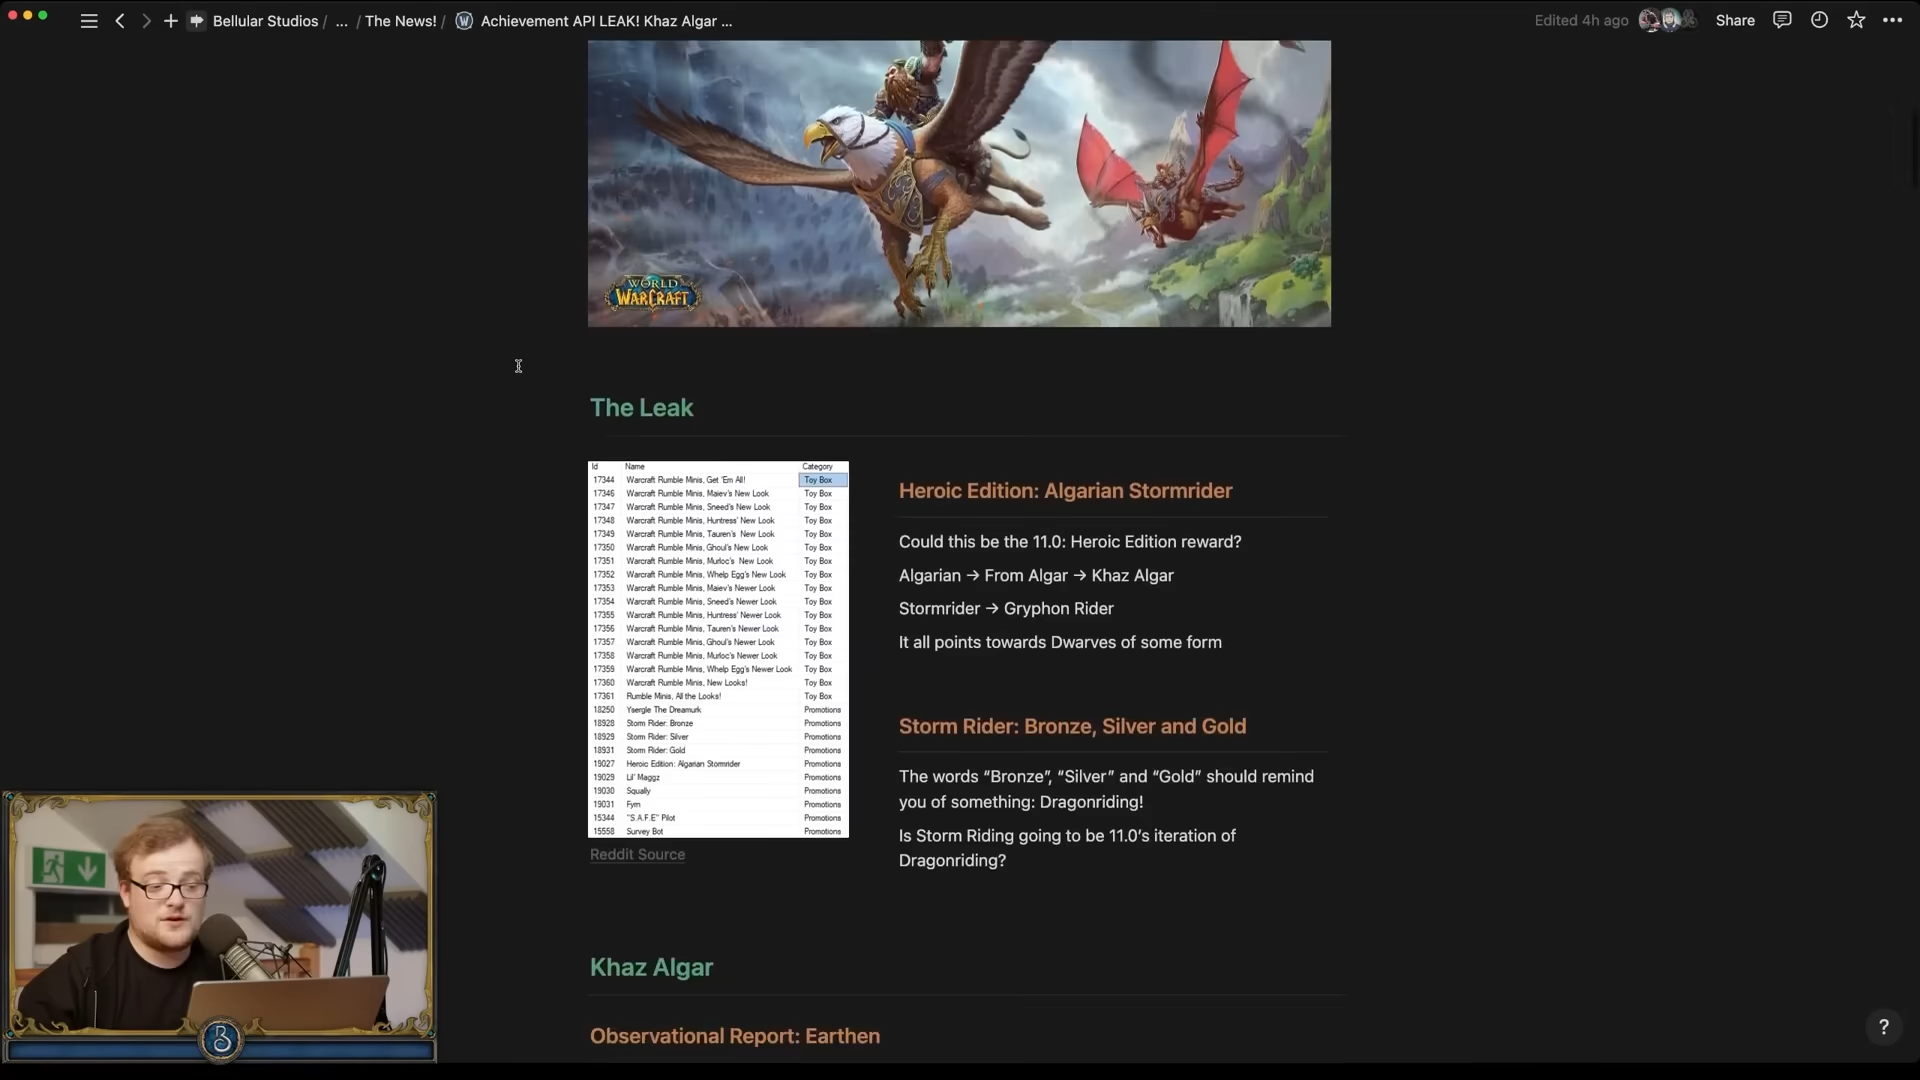 Bellular Studios / ... / The News! / Achievement API LEAK! Khaz Algar ...
Edited 4h ago
Share
WORLD
WARCRAFT
The Leak
Id Name Category
17344 Warcraft Rumble Minis, Get 'Em All! Toy Box
17346 Warcraft Rumble Minis, Maiev's New Look Toy Box
17347 Warcraft Rumble Minis, Sneed's New Look Toy Box
17348 Warcraft Rumble Minis, Huntress' New Look Toy Box
17349 Warcraft Rumble Minis, Tauren's New Look Toy Box
17350 Warcraft Rumble Minis, Ghoul's New Look Toy Box
17351 Warcraft Rumble Minis, Murloc's New Look Toy Box
17352 Warcraft Rumble Minis, Whelp Egg's New Look Toy Box
17353 Warcraft Rumble Minis, Maiev's Newer Look Toy Box
17354 Warcraft Rumble Minis, Sneed's Newer Look Toy Box
17355 Warcraft Rumble Minis, Huntress' Newer Look Toy Box
17356 Warcraft Rumble Minis, Tauren's Newer Look Toy Box
17357 Warcraft Rumble Minis, Ghoul's Newer Look Toy Box
17358 Warcraft Rumble Minis, Murloc's Newer Look Toy Box
17359 Warcraft Rumble Minis, Whelp Egg's Newer Look Toy Box
17360 Warcraft Rumble Minis, New Looks! Toy Box
17361 Rumble Minis, All the Looks! Toy Box
18250 Ysergle The Dreamurk Promotions
18928 Storm Rider: Bronze Promotions
18929 Storm Rider: Silver Promotions
18931 Storm Rider: Gold Promotions
19027 Heroic Edition: Algarian Stormrider Promotions
19029 Lil' Maggz Promotions
19030 Squally Promotions
19031 Fyrn Promotions
15344 "S.A.F.E" Pilot Promotions
15558 Survey Bot Promotions
Reddit Source
Heroic Edition: Algarian Stormrider
Could this be the 11.0: Heroic Edition reward?
Algarian → From Algar → Khaz Algar
Stormrider → Gryphon Rider
It all points towards Dwarves of some form
Storm Rider: Bronze, Silver and Gold
The words “Bronze”, “Silver” and “Gold” should remind
you of something: Dragonriding!
Is Storm Riding going to be 11.0's iteration of
Dragonriding?
Khaz Algar
Observational Report: Earthen
B
?